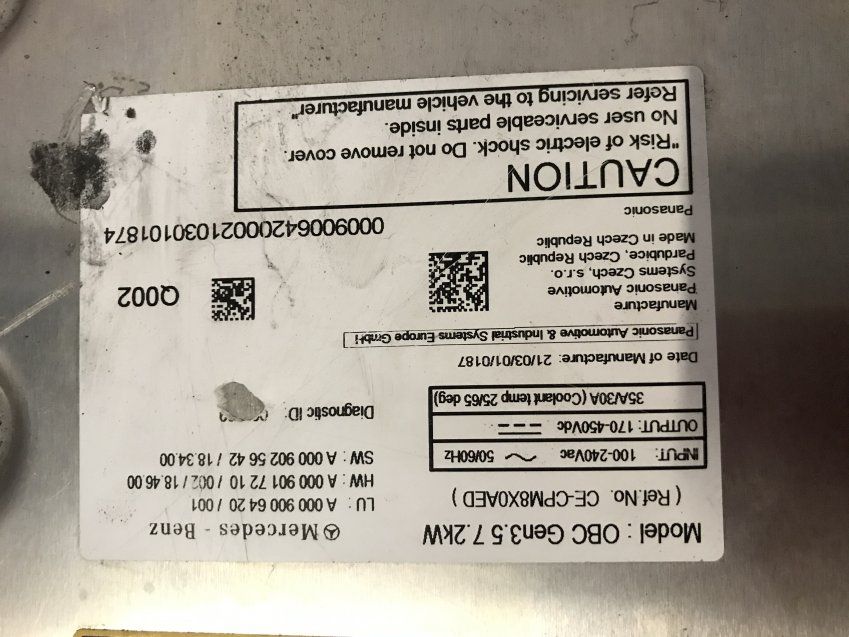 Model : OBC Gen3.5 7.2kW
( Ref.No. CE-CPM8X0AED )
INPUT: 100-240Vac 50/60Hz
OUTPUT: 170-450Vdc
35A/30A (Coolant temp 25/65 deg)
Mercedes - Benz
LU : A 000 900 64 20 / 001
HW : A 000 901 72 10 / 002 / 18.46.00
SW : A 000 902 56 42 / 18.34.00
Diagnostic ID:
Date of Manufacture: 21/03/01/0187
Panasonic Automotive & Industrial Systems Europe GmbH
Manufacture
Panasonic Automotive
Systems Czech, s.r.o.
Pardubice, Czech Republic
Made in Czech Republic
Panasonic
Q002
00090064200021030101874
CAUTION
"Risk of electric shock. Do not remove cover.
No user serviceable parts inside.
Refer servicing to the vehicle manufacturer"